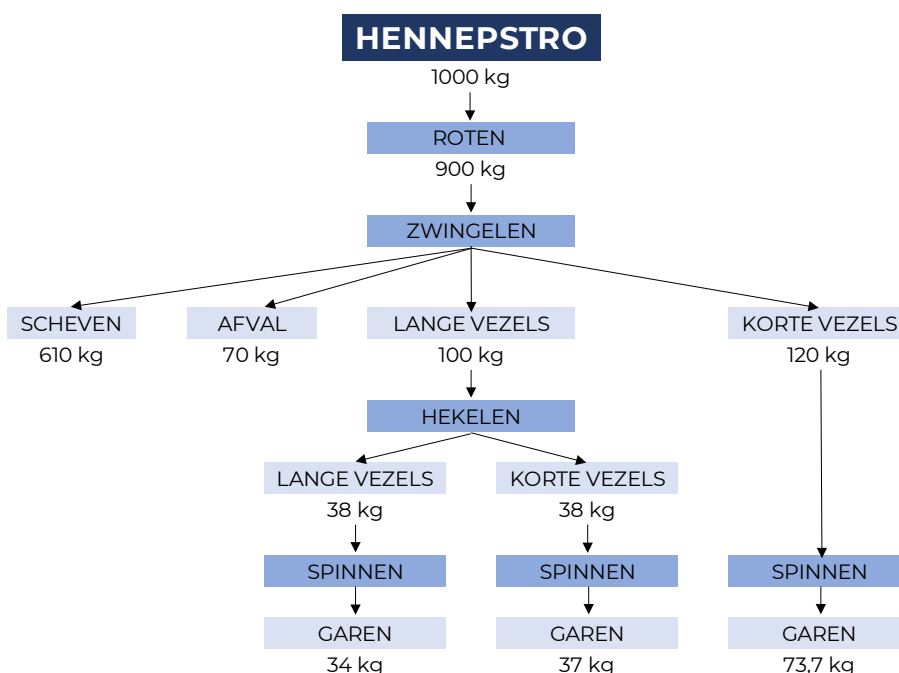 HENNEPSTRO
1000 kg
ROTEN
900 kg
ZWINGELEN
SCHEVEN
610 kg
AFVAL
70 kg
LANGE VEZELS
100 kg
KORTE VEZELS
120 kg
HEKELEN
LANGE VEZELS
38 kg
KORTE VEZELS
38 kg
SPINNEN
SPINNEN
SPINNEN
GAREN
34 kg
GAREN
37 kg
GAREN
73,7 kg